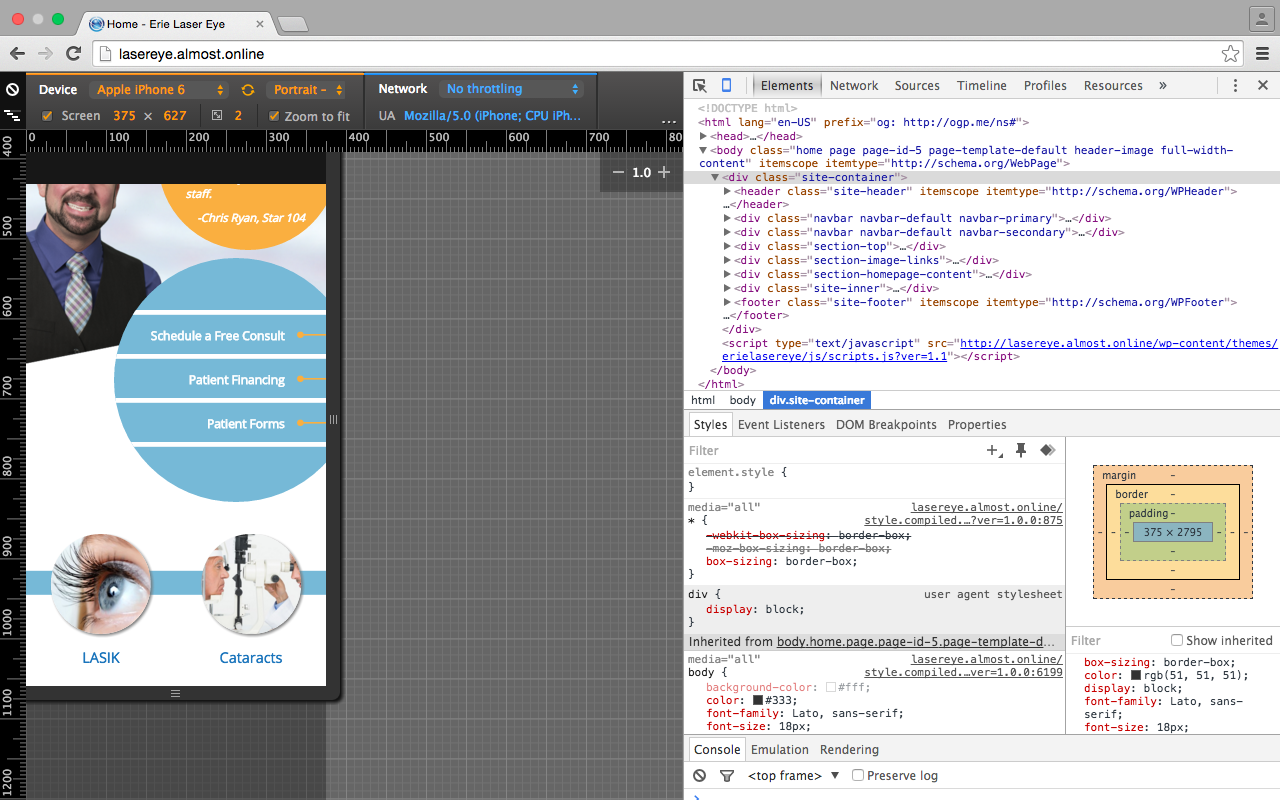 Home - Erie Laser Eye
lasereye.almost.online
Device Apple iPhone 6 Portrait - Network No throttling
Screen 375 × 627 2 Zoom to fit UA Mozilla/5.0 (iPhone; CPU iPh... ...
0 100 200 300 400 500 600 700 80
400
500
600
700
800
900
1000
1100
1200
− 1.0 +
staff.
-Chris Ryan, Star 104
Schedule a Free Consult
Patient Financing
Patient Forms
LASIK Cataracts
Elements Network Sources Timeline Profiles Resources »
<!DOCTYPE html>
<html lang="en-US" prefix="og: http://ogp.me/ns#">
▶<head>…</head>
▼<body class="home page page-id-5 page-template-default header-image full-width-
content" itemscope itemtype="http://schema.org/WebPage">
▼<div class="site-container">
▶<header class="site-header" itemscope itemtype="http://schema.org/WPHeader">
…</header>
▶<div class="navbar navbar-default navbar-primary">…</div>
▶<div class="navbar navbar-default navbar-secondary">…</div>
▶<div class="section-top">…</div>
▶<div class="section-image-links">…</div>
▶<div class="section-homepage-content">…</div>
▶<div class="site-inner">…</div>
▶<footer class="site-footer" itemscope itemtype="http://schema.org/WPFooter">
…</footer>
</div>
<script type="text/javascript" src="http://lasereye.almost.online/wp-content/themes/
erielasereye/js/scripts.js?ver=1.1"></script>
</body>
</html>
html body div.site-container
Styles Event Listeners DOM Breakpoints Properties
Filter
element.style {
}
media="all" lasereye.almost.online/
* { style.compiled.…?ver=1.0.0:875
-webkit-box-sizing: border-box;
-moz-box-sizing: border-box;
box-sizing: border-box;
}
div { user agent stylesheet
display: block;
}
Inherited from body.home.page.page-id-5.page-template-d…
media="all" lasereye.almost.online/
body { style.compiled.…ver=1.0.0:6199
background-color: #fff;
color: #333;
font-family: Lato, sans-serif;
font-size: 18px;
margin -
border -
padding -
- - - 375 × 2795 - - -
-
-
-
Filter Show inherited
box-sizing: border-box;
color: rgb(51, 51, 51);
display: block;
font-family: Lato, sans-
serif;
font-size: 18px;
Console Emulation Rendering
<top frame> ▼ Preserve log